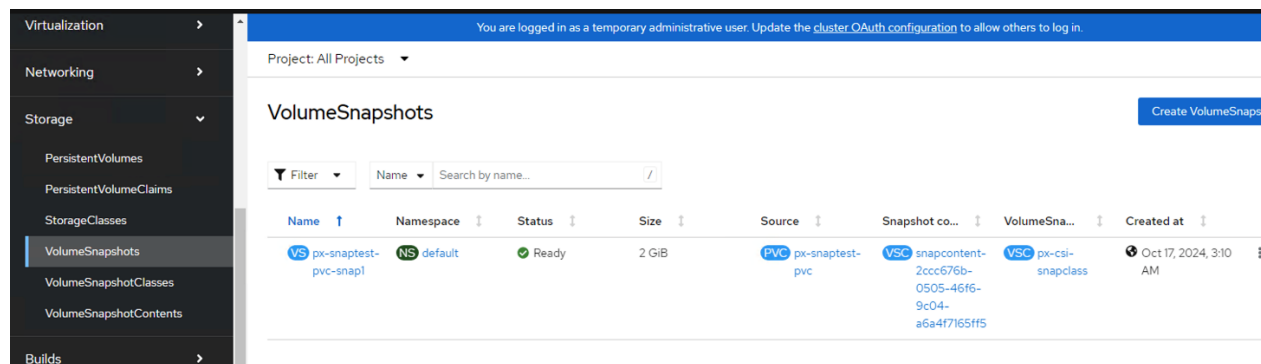 Virtualization
You are logged in as a temporary administrative user. Update the cluster OAuth configuration to allow others to log in.
Networking
Project: All Projects
Storage
VolumeSnapshots
Create VolumeSnaps
PersistentVolumes
Filter
Name
Search by name...
/
PersistentVolumeClaims
StorageClasses
Name Namespace Status Size Source Snapshot co... VolumeSna... Created at
VolumeSnapshots
VS px-snaptest-pvc-snap1
NS default
Ready
2 GiB
PVC px-snaptest-pvc
VSC snapcontent-
2ccc676b-
0505-46f6-
9c04-
a6a4f7165ff5
VSC px-csi-
snapclass
Oct 17, 2024, 3:10
AM
VolumeSnapshotClasses
VolumeSnapshotContents
Builds